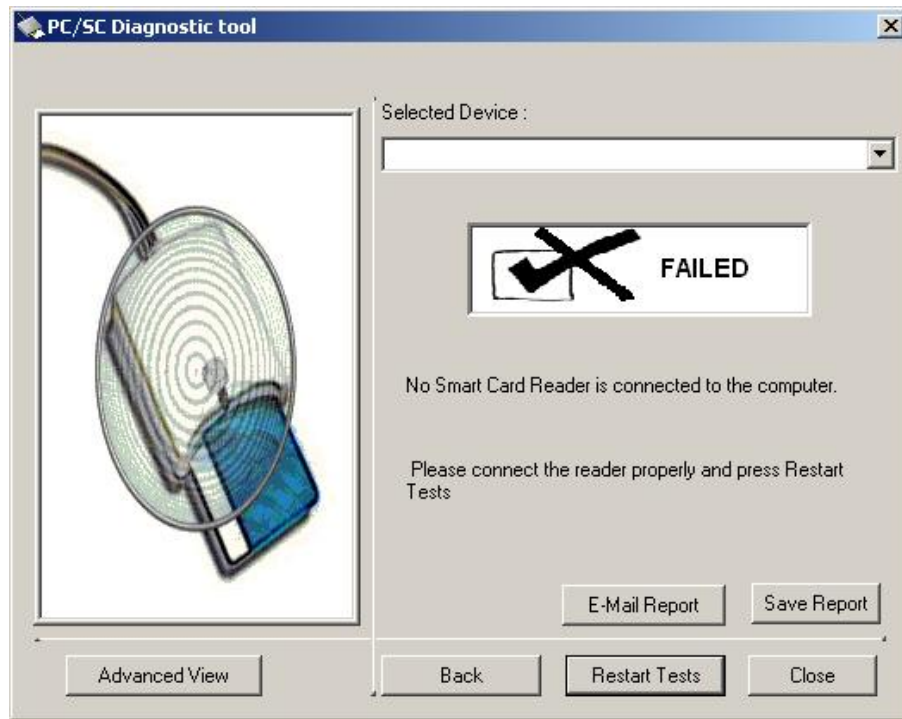 PC/SC Diagnostic tool
Selected Device :
FAILED
No Smart Card Reader is connected to the computer.
Please connect the reader properly and press Restart
Tests
E-Mail Report
Save Report
Advanced View
Back
Restart Tests
Close